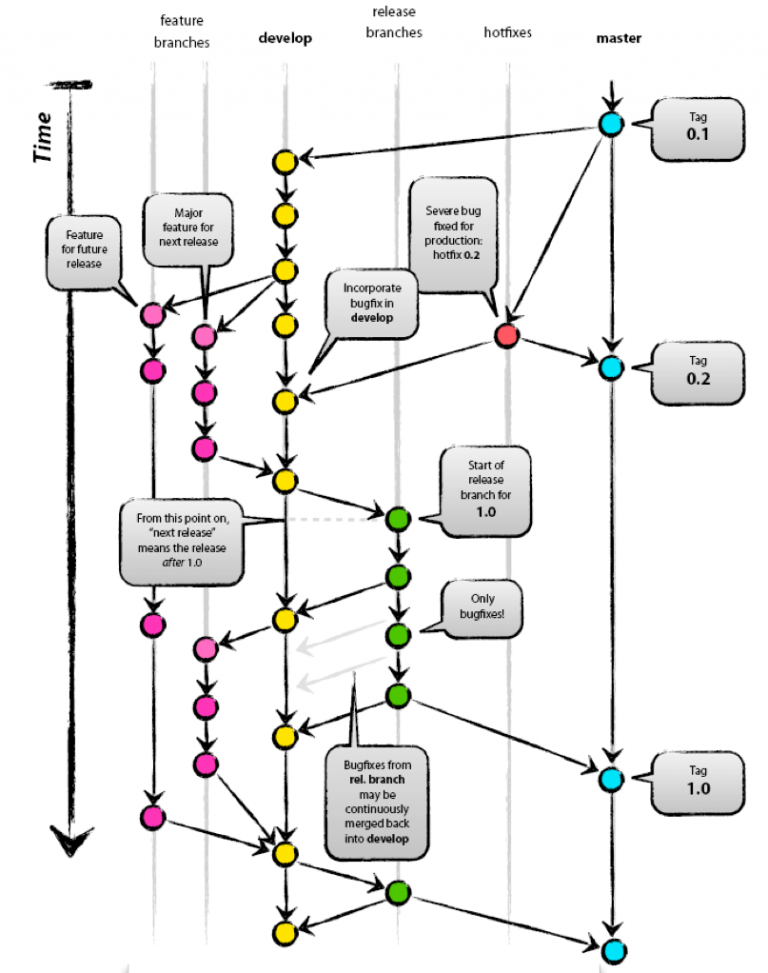 feature
branches
develop
release
branches
hotfixes
master
Time
Tag
0.1
Feature
for future
release
Major
feature for
next release
Severe bug
fixed for
production:
hotfix 0.2
Incorporate
bugfix in
develop
Tag
0.2
Start of
release
branch for
1.0
From this point on,
“next release”
means the release
after 1.0
Only
bugfixes!
Bugfixes from
rel. branch
may be
continuously
merged back
into develop
Tag
1.0